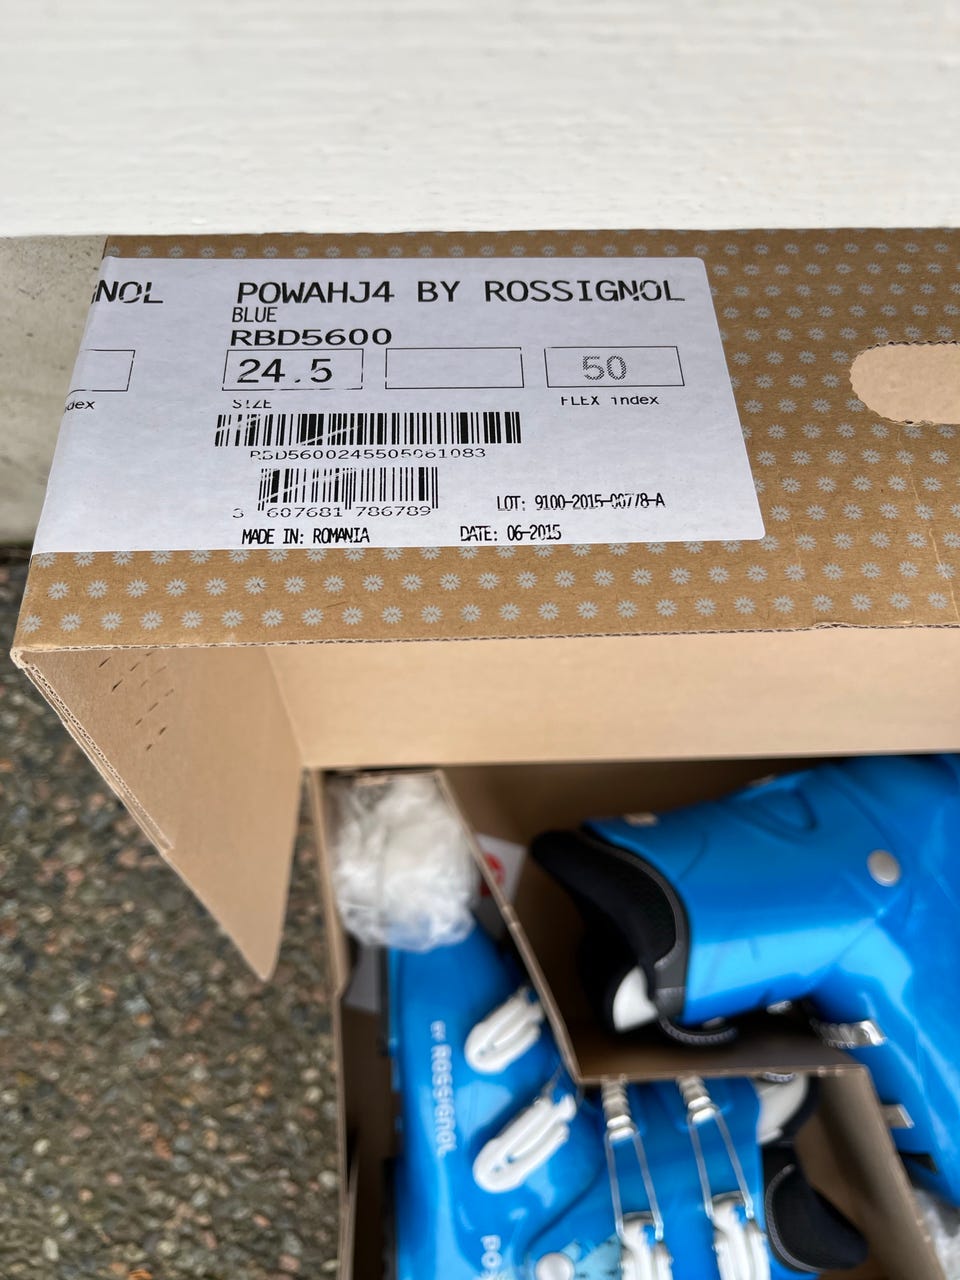 POWAHJ4 BY ROSSIGNOL
BLUE
RBD5600
24.5
50
SIZE
FLEX index
RBD5600245505061083
3 607681 786789
LOT: 9100-2015-00778-A
MADE IN: ROMANIA
DATE: 06-2015
GNOL
dex
BY Rossignol